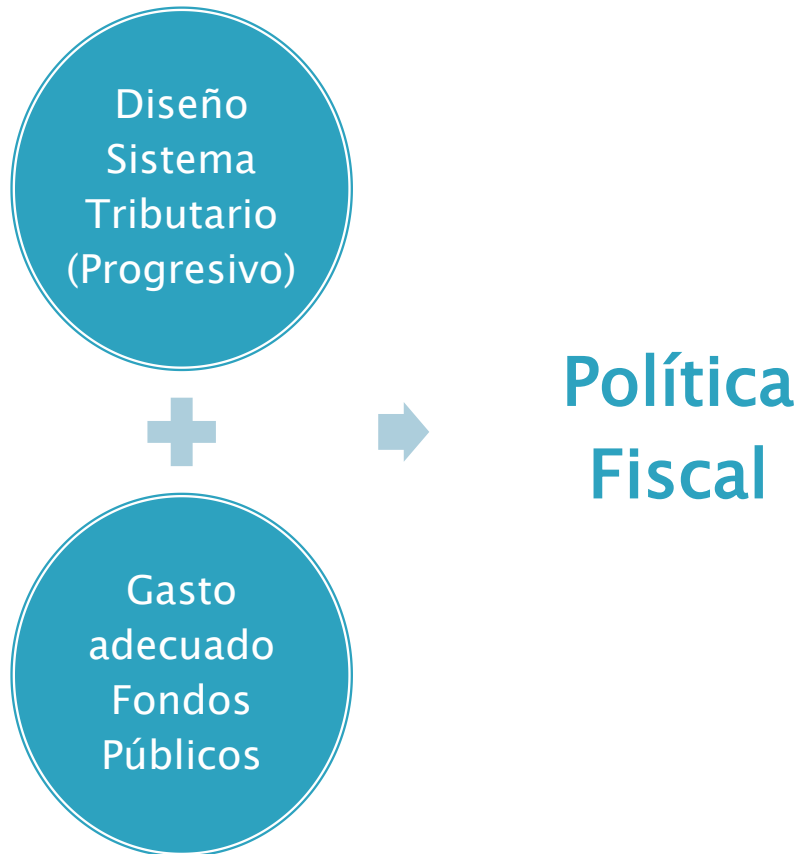 Diseño
Sistema
Tributario
(Progresivo)
Gasto
adecuado
Fondos
Públicos
Política
Fiscal